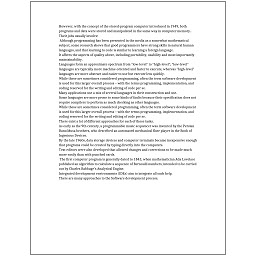 However, with the concept of the stored-program computer introduced in 1949, both
programs and data were stored and manipulated in the same way in computer memory.
There jobs usually involve:
Although programming has been presented in the media as a somewhat mathematical
subject, some research shows that good programmers have strong skills in natural human
languages, and that learning to code is similar to learning a foreign language.
It affects the aspects of quality above, including portability, usability and most importantly
maintainability.
Languages form an approximate spectrum from "low-level" to "high-level"; "low-level"
languages are typically more machine-oriented and faster to execute, whereas "high-level"
languages are more abstract and easier to use but execute less quickly.
While these are sometimes considered programming, often the term software development
is used for this larger overall process – with the terms programming, implementation, and
coding reserved for the writing and editing of code per se.
Many applications use a mix of several languages in their construction and use.
Some languages are more prone to some kinds of faults because their specification does not
require compilers to perform as much checking as other languages.
While these are sometimes considered programming, often the term software development
is used for this larger overall process – with the terms programming, implementation, and
coding reserved for the writing and editing of code per se.
There exist a lot of different approaches for each of those tasks.
As early as the 9th century, a programmable music sequencer was invented by the Persian
Banu Musa brothers, who described an automated mechanical flute player in the Book of
Ingenious Devices.
By the late 1960s, data storage devices and computer terminals became inexpensive enough
that programs could be created by typing directly into the computers.
Text editors were also developed that allowed changes and corrections to be made much
more easily than with punched cards.
The first computer program is generally dated to 1843, when mathematician Ada Lovelace
published an algorithm to calculate a sequence of Bernoulli numbers, intended to be carried
out by Charles Babbage's Analytical Engine.
Integrated development environments (IDEs) aim to integrate all such help.
There are many approaches to the Software development process.